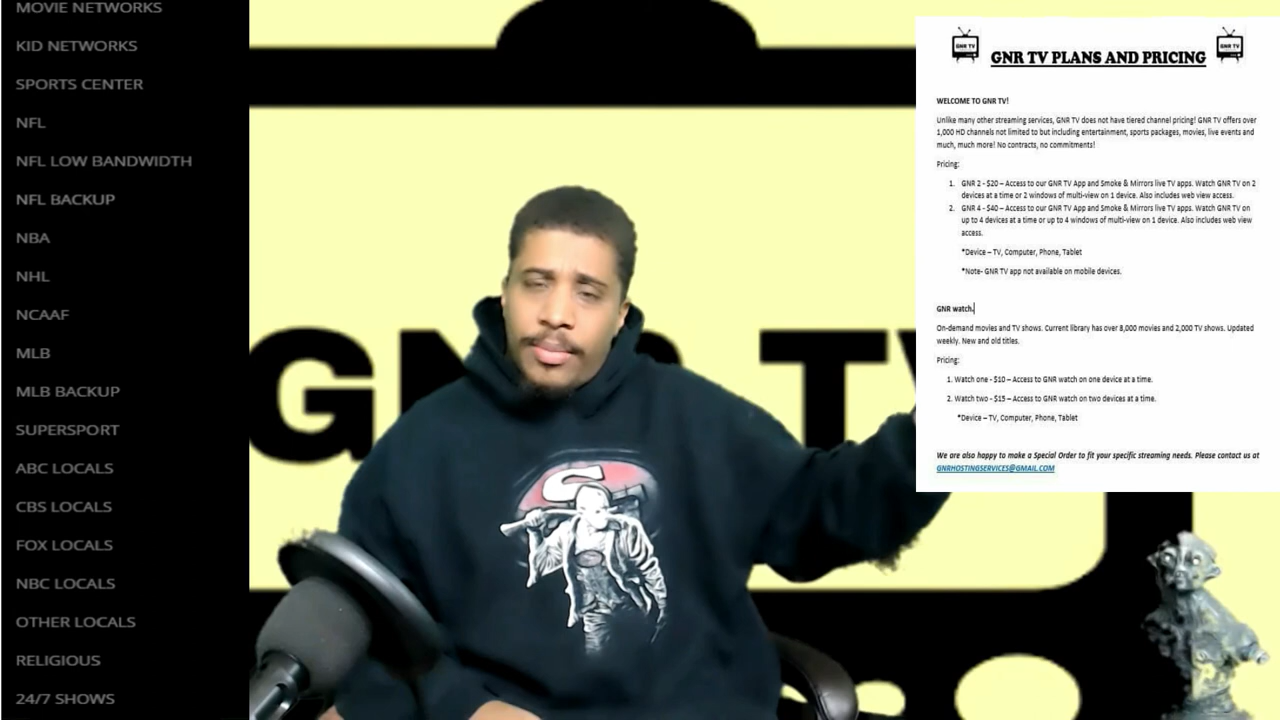 MOVIE NETWORKS
KID NETWORKS
SPORTS CENTER
NFL
NFL LOW BANDWIDTH
NFL BACKUP
NBA
NHL
NCAAF
MLB
MLB BACKUP
SUPERSPORT
ABC LOCALS
CBS LOCALS
FOX LOCALS
NBC LOCALS
OTHER LOCALS
RELIGIOUS
24/7 SHOWS
GNR TV
GNR TV
GNR TV PLANS AND PRICING
GNR TV
WELCOME TO GNR TV!
Unlike many other streaming services, GNR TV does not have tiered channel pricing! GNR TV offers over
1,000 HD channels not limited to but including entertainment, sports packages, movies, live events and
much, much more! No contracts, no commitments!
Pricing:
1. GNR 2 - $20 – Access to our GNR TV App and Smoke & Mirrors live TV apps. Watch GNR TV on 2
devices at a time or 2 windows of multi-view on 1 device. Also includes web view access.
2. GNR 4 - $40 – Access to our GNR TV App and Smoke & Mirrors live TV apps. Watch GNR TV on
up to 4 devices at a time or up to 4 windows of multi-view on 1 device. Also includes web view
access.
*Device – TV, Computer, Phone, Tablet
*Note- GNR TV app not available on mobile devices.
GNR watch.
On-demand movies and TV shows. Current library has over 8,000 movies and 2,000 TV shows. Updated
weekly. New and old titles.
Pricing:
1. Watch one - $10 – Access to GNR watch on one device at a time.
2. Watch two - $15 – Access to GNR watch on two devices at a time.
*Device – TV, Computer, Phone, Tablet
We are also happy to make a Special Order to fit your specific streaming needs. Please contact us at
GNRHOSTINGSERVICES@GMAIL.COM